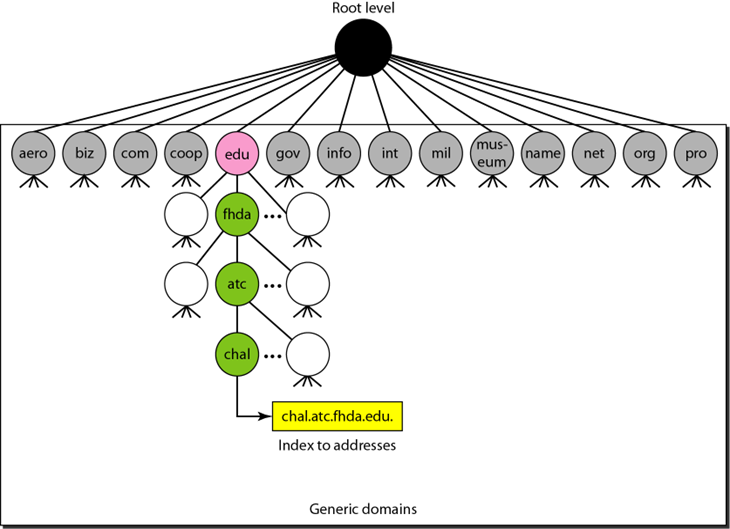 Root level
aero biz com coop edu gov info int mil mus-
eum name net org pro
fhda ...
atc ...
chal ...
chal.atc.fhda.edu.
Index to addresses
Generic domains